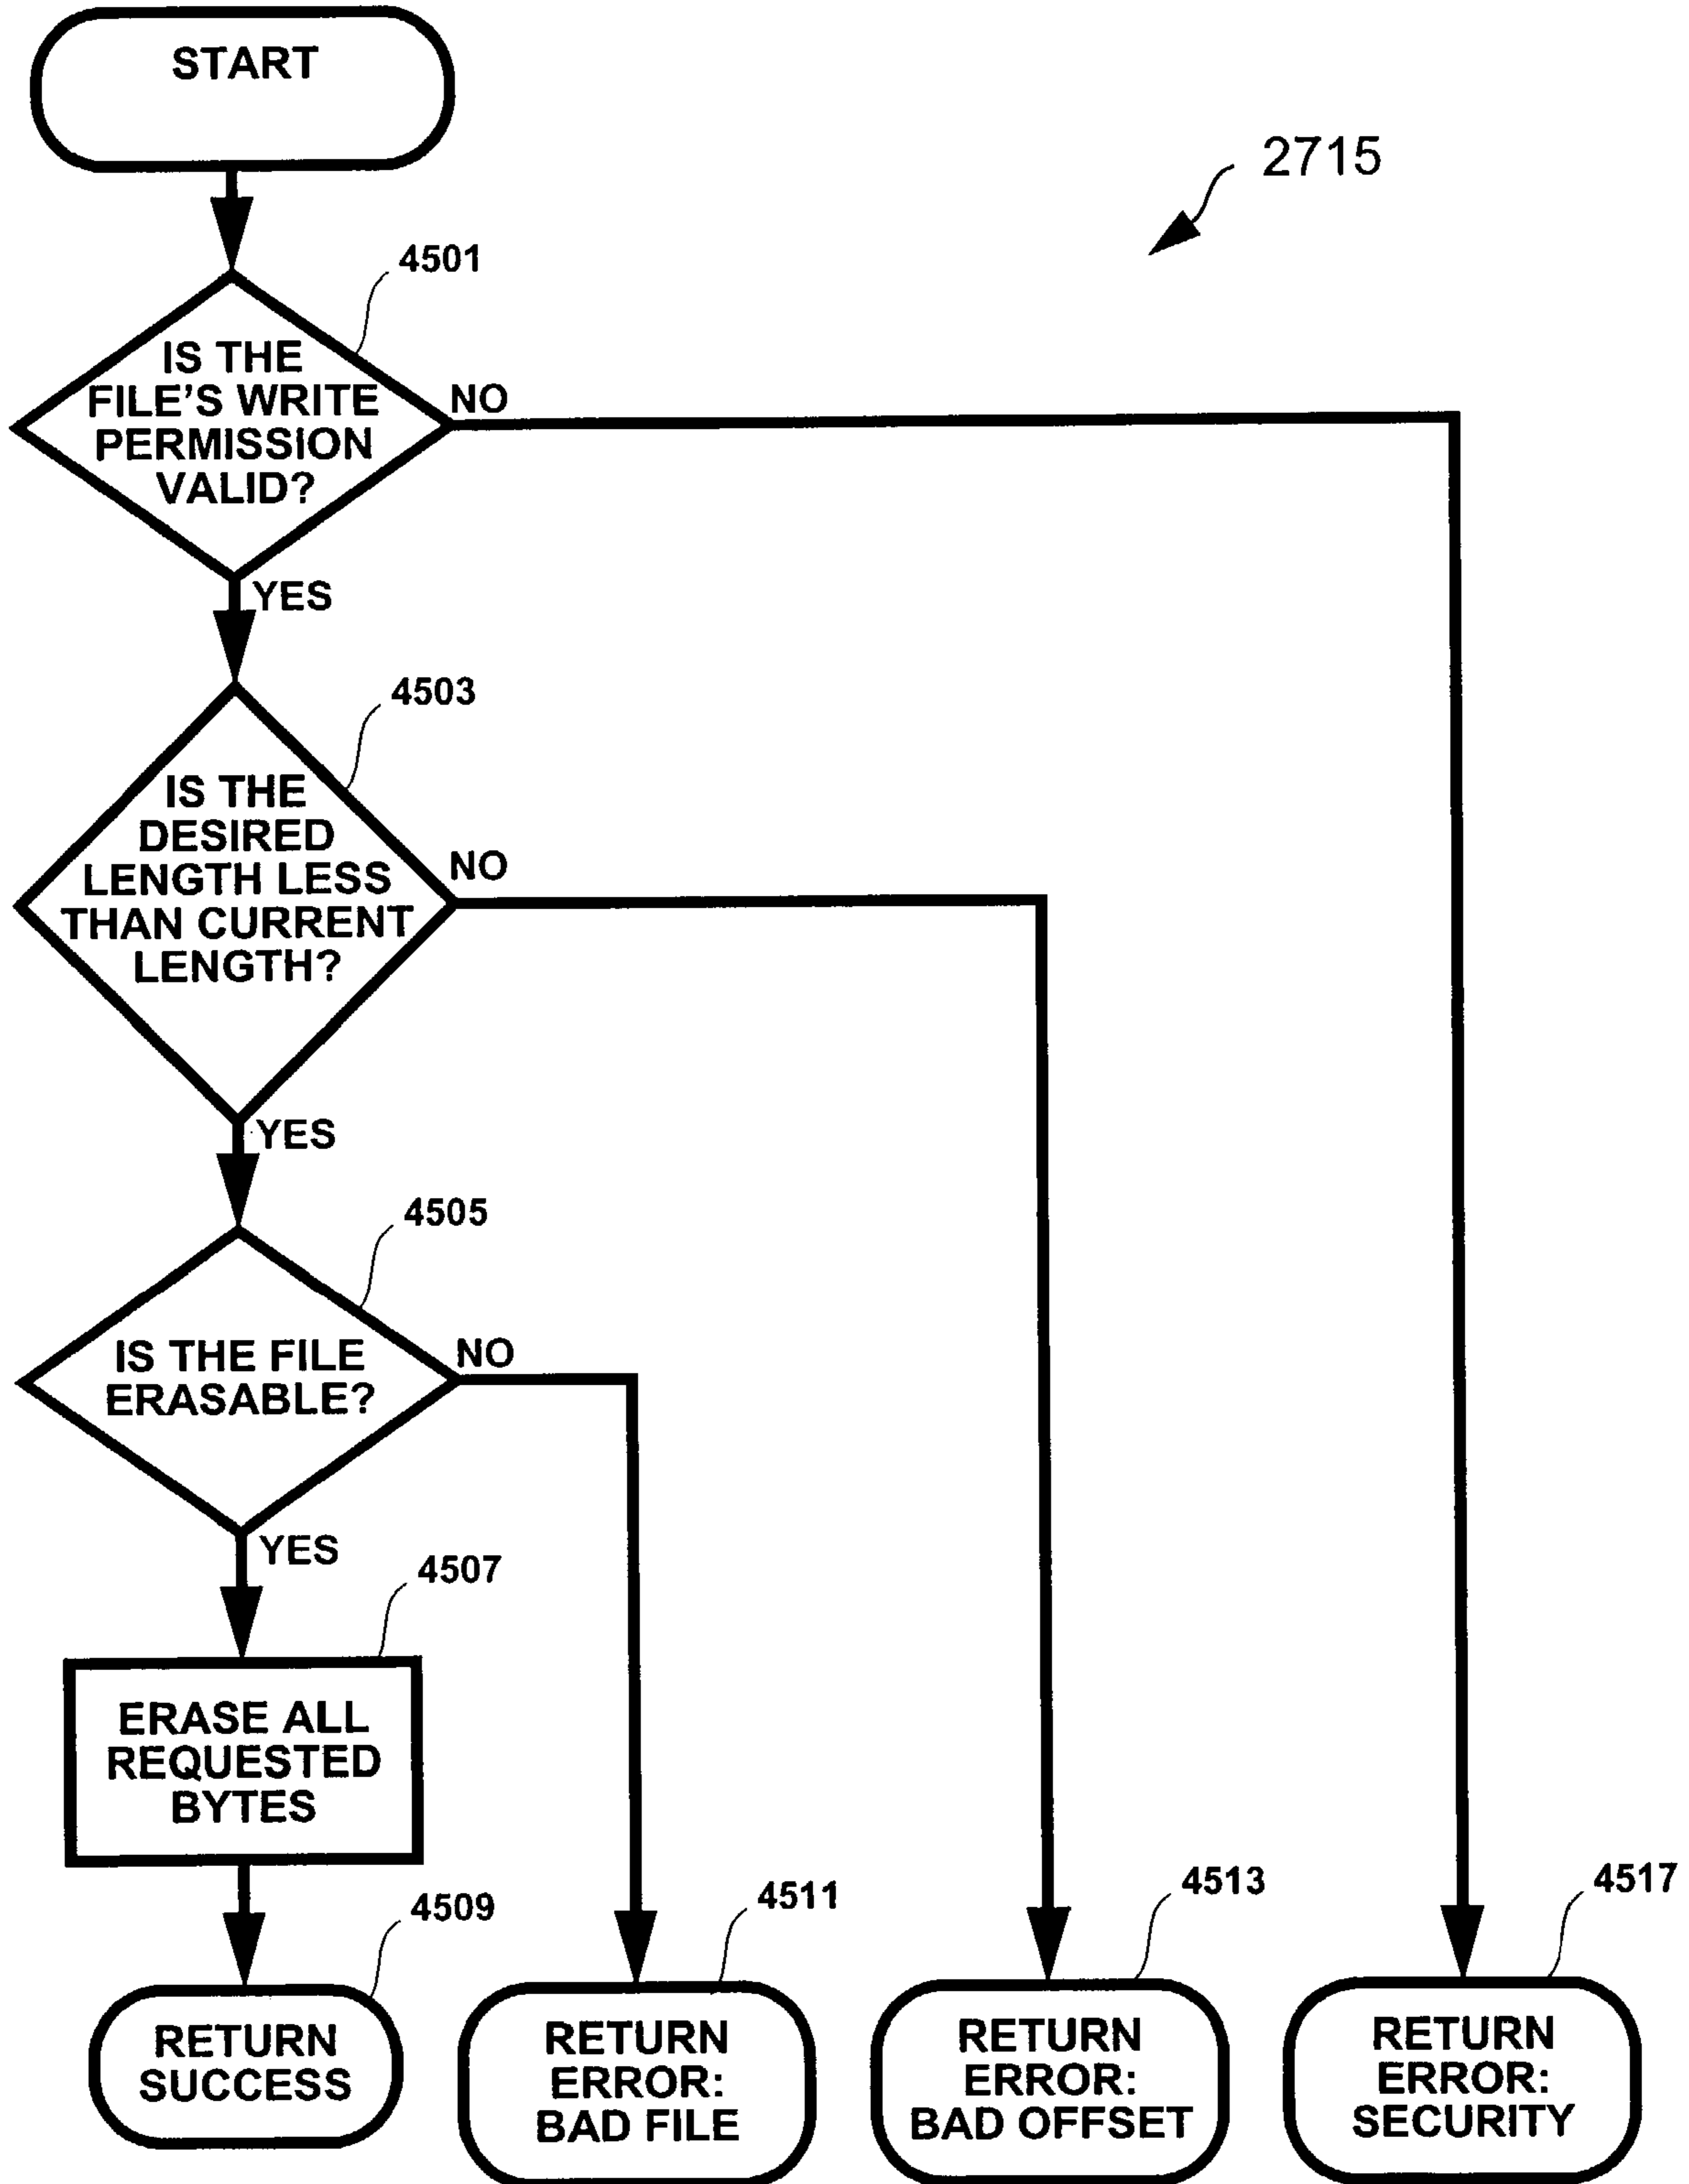 START
2715
4501
IS THE
FILE'S WRITE
PERMISSION
VALID?
NO
YES
4503
IS THE
DESIRED
LENGTH LESS
THAN CURRENT
LENGTH?
NO
YES
4505
IS THE FILE
ERASABLE?
NO
YES
4507
ERASE ALL
REQUESTED
BYTES
4509
RETURN
SUCCESS
4511
RETURN
ERROR:
BAD FILE
4513
RETURN
ERROR:
BAD OFFSET
4517
RETURN
ERROR:
SECURITY